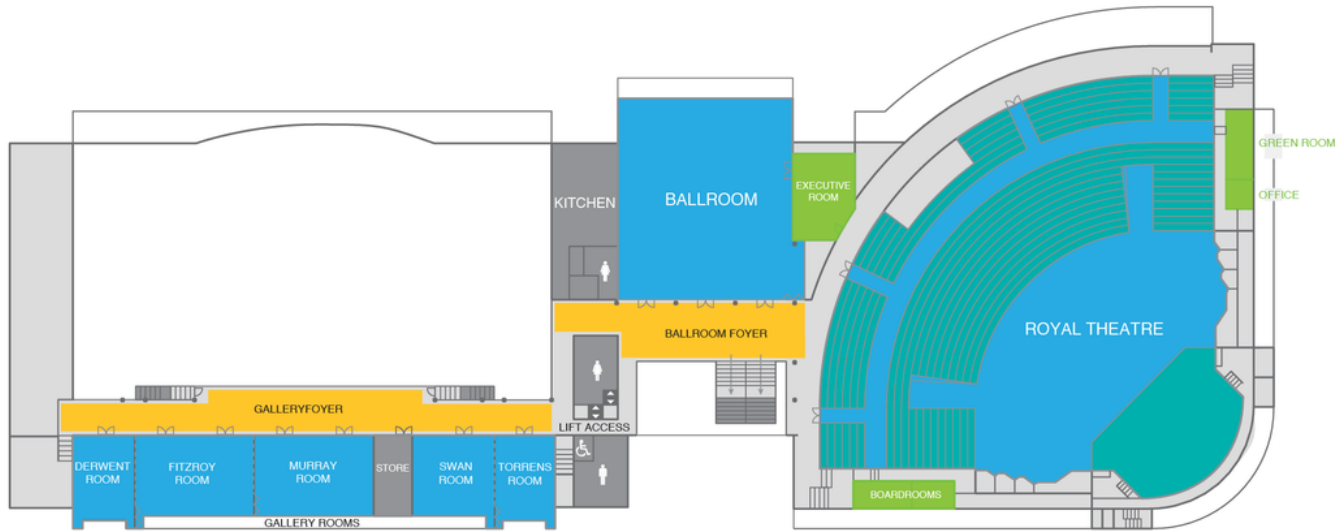 GREEN ROOM
KITCHEN
BALLROOM
EXECUTIVE
ROOM
OFFICE
BALLROOM FOYER
ROYAL THEATRE
GALLERYFOYER
LIFT ACCESS
DERWENT
ROOM
FITZROY
ROOM
MURRAY
ROOM
STORE
SWAN
ROOM
TORRENS
ROOM
BOARDROOMS
GALLERY ROOMS